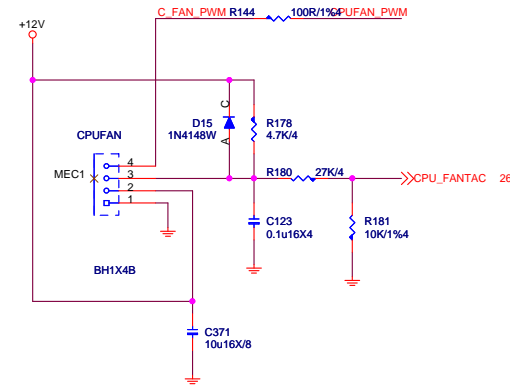 +12V
C_FAN_PWM R144 100R/1%4 CPUFAN_PWM
D15
1N4148W
C
A
R178
4.7K/4
CPUFAN
MEC1
4
3
2
1
R180 27K/4
CPU_FANTAC 26
C123
0.1u16X4
R181
10K/1%4
BH1X4B
C371
10u16X/8